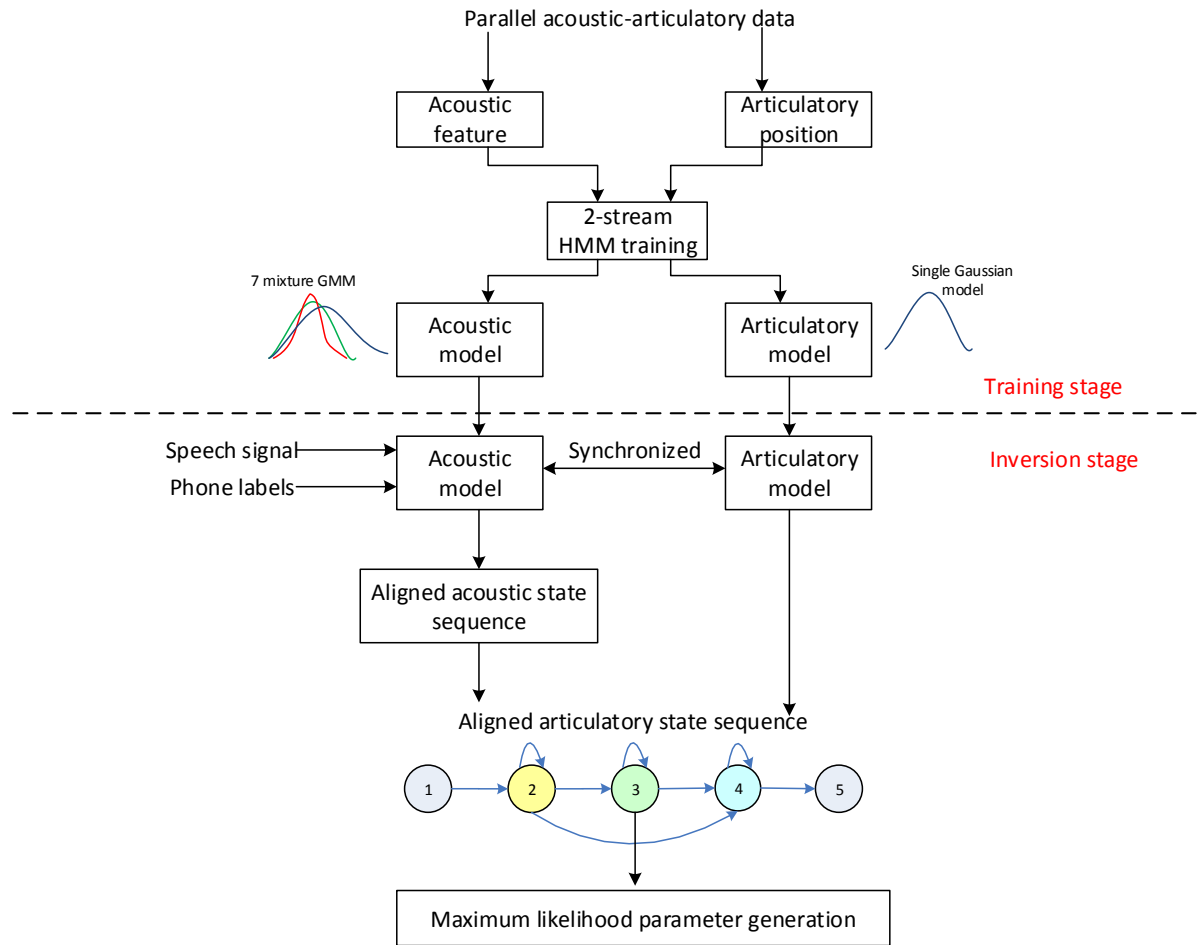 Parallel acoustic-articulatory data
Acoustic
feature
Articulatory
position
2-stream
HMM training
7 mixture GMM
Acoustic
model
Articulatory
model
Single Gaussian
model
Training stage
Speech signal
Phone labels
Acoustic
model
Synchronized
Articulatory
model
Inversion stage
Aligned acoustic state
sequence
Aligned articulatory state sequence
1
2
3
4
5
Maximum likelihood parameter generation